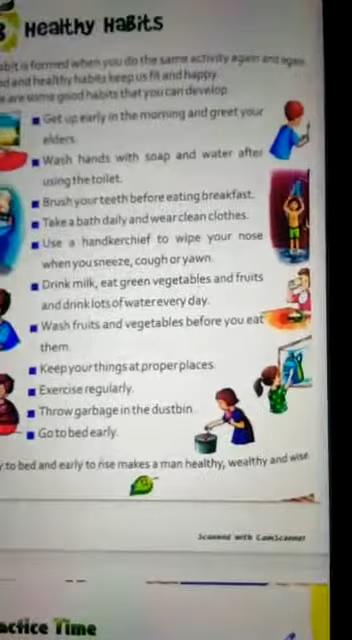 Healthy Habits
abit is formed when you do the same activity again and again
od and healthy habits keep us fit and happy
e are some good habits that you can develop
Get up early in the morning and greet your
elders.
Wash hands with soap and water after
using the toilet.
Brush your teeth before eating breakfast.
Take a bath daily and wear clean clothes.
Use a handkerchief to wipe your nose
when you sneeze, cough or yawn.
Drink milk, eat green vegetables and fruits
and drink lots of water every day.
Wash fruits and vegetables before you eat
them.
Keep your things at proper places.
Exercise regularly.
Throw garbage in the dustbin
Go to bed early.
y to bed and early to rise makes a man healthy, wealthy and wise
Scanned with CamScanner
actice Time